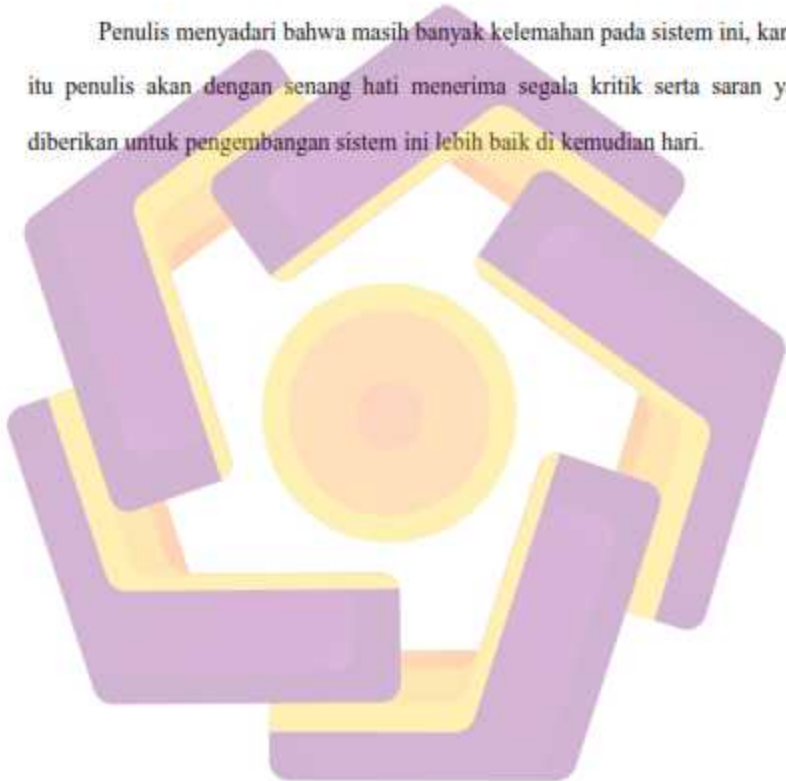 Penulis menyadari bahwa masih banyak kelemahan pada sistem ini, kar
itu penulis akan dengan senang hati menerima segala kritik serta saran y
diberikan untuk pengembangan sistem ini lebih baik di kemudian hari.